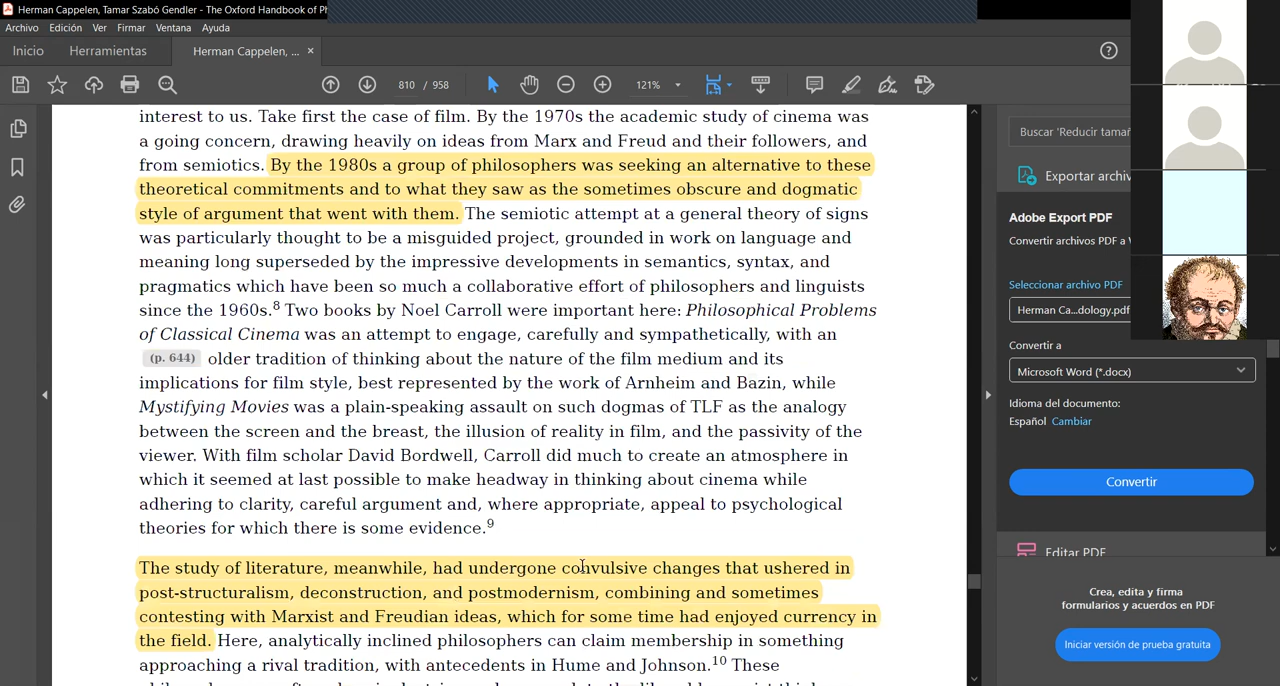 Herman Cappelen, Tamar Szabó Gendler - The Oxford Handbook of Ph
Archivo Edición Ver Firmar Ventana Ayuda
Inicio Herramientas Herman Cappelen, ... ×
810 / 958 121%
interest to us. Take first the case of film. By the 1970s the academic study of cinema was
a going concern, drawing heavily on ideas from Marx and Freud and their followers, and
from semiotics. By the 1980s a group of philosophers was seeking an alternative to these
theoretical commitments and to what they saw as the sometimes obscure and dogmatic
style of argument that went with them. The semiotic attempt at a general theory of signs
was particularly thought to be a misguided project, grounded in work on language and
meaning long superseded by the impressive developments in semantics, syntax, and
pragmatics which have been so much a collaborative effort of philosophers and linguists
since the 1960s.8 Two books by Noel Carroll were important here: Philosophical Problems
of Classical Cinema was an attempt to engage, carefully and sympathetically, with an
(p. 644) older tradition of thinking about the nature of the film medium and its
implications for film style, best represented by the work of Arnheim and Bazin, while
Mystifying Movies was a plain-speaking assault on such dogmas of TLF as the analogy
between the screen and the breast, the illusion of reality in film, and the passivity of the
viewer. With film scholar David Bordwell, Carroll did much to create an atmosphere in
which it seemed at last possible to make headway in thinking about cinema while
adhering to clarity, careful argument and, where appropriate, appeal to psychological
theories for which there is some evidence.9
The study of literature, meanwhile, had undergone convulsive changes that ushered in
post-structuralism, deconstruction, and postmodernism, combining and sometimes
contesting with Marxist and Freudian ideas, which for some time had enjoyed currency in
the field. Here, analytically inclined philosophers can claim membership in something
approaching a rival tradition, with antecedents in Hume and Johnson.10 These
Buscar 'Reducir tamañ
Exportar archiv
Adobe Export PDF
Convertir archivos PDF a
Seleccionar archivo PDF
Herman Ca...dology.pdf
Convertir a
Microsoft Word (*.docx)
Idioma del documento:
Español Cambiar
Convertir
Editar PDF
Crea, edita y firma
formularios y acuerdos en PDF
Iniciar versión de prueba gratuita